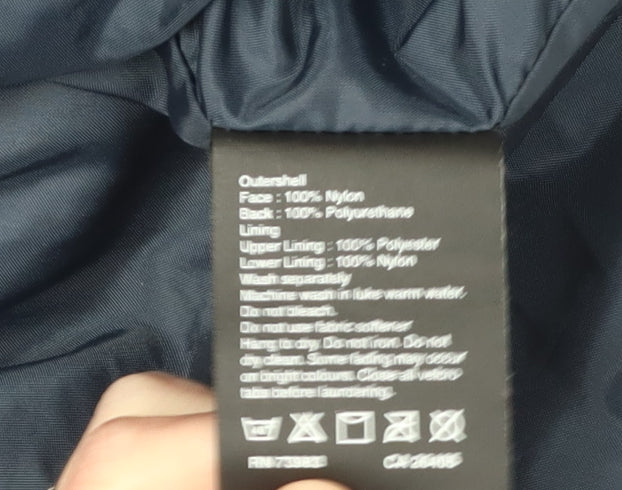 Outershell
Face : 100% Nylon
Back : 100% Polyurethane
Lining
Upper Lining : 100% Polyester
Lower Lining : 100% Nylon
Wash separately
Machine wash in luke warm water.
Do not bleach.
Do not use fabric softener
Hang to dry. Do not iron. Do not
dry clean. Some fading may occur
on bright colours. Close all velcro
tabs before laundering.
RN CA